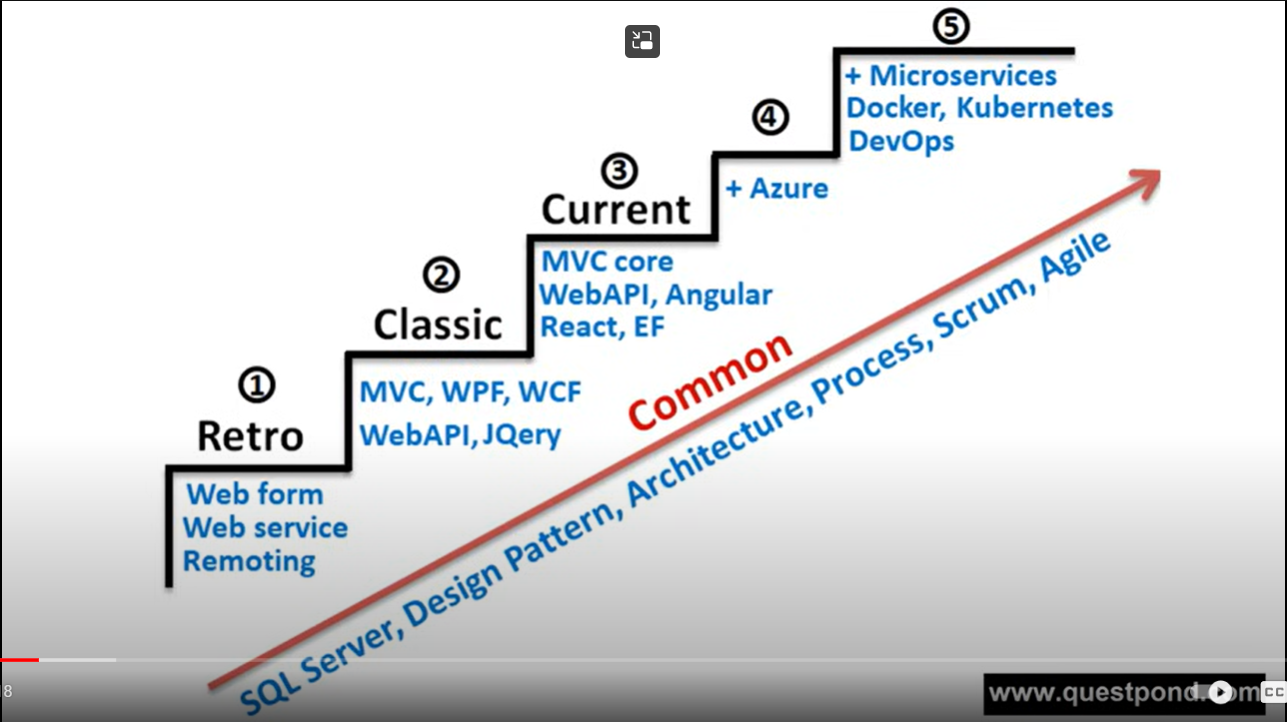 ⑤
+ Microservices
Docker, Kubernetes
DevOps
④
+ Azure
③
Current
MVC core
WebAPI, Angular
React, EF
②
Classic
MVC, WPF, WCF
WebAPI, JQery
①
Retro
Web form
Web service
Remoting
Common
SQL Server, Design Pattern, Architecture, Process, Scrum, Agile
8
www.questpond.com
CC